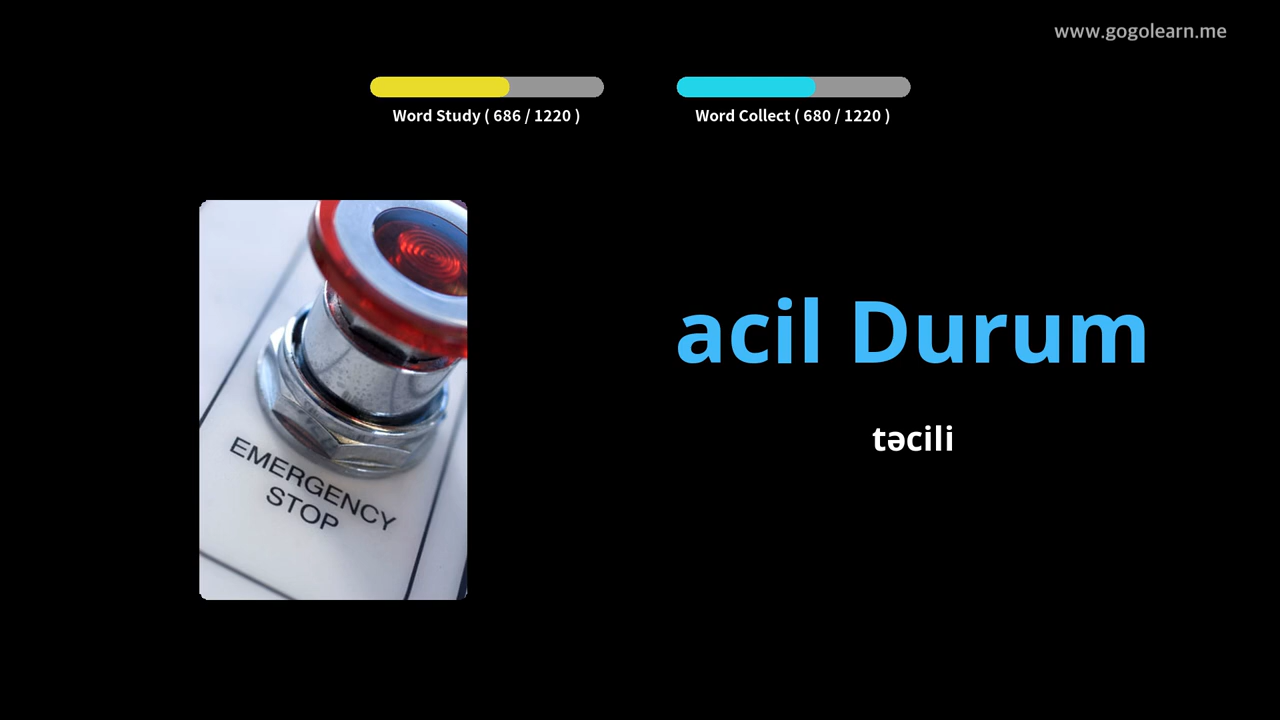 www.gogolearn.me
Word Study ( 686 / 1220 )
Word Collect ( 680 / 1220 )
EMERGENCY
STOP
acil Durum
təcili